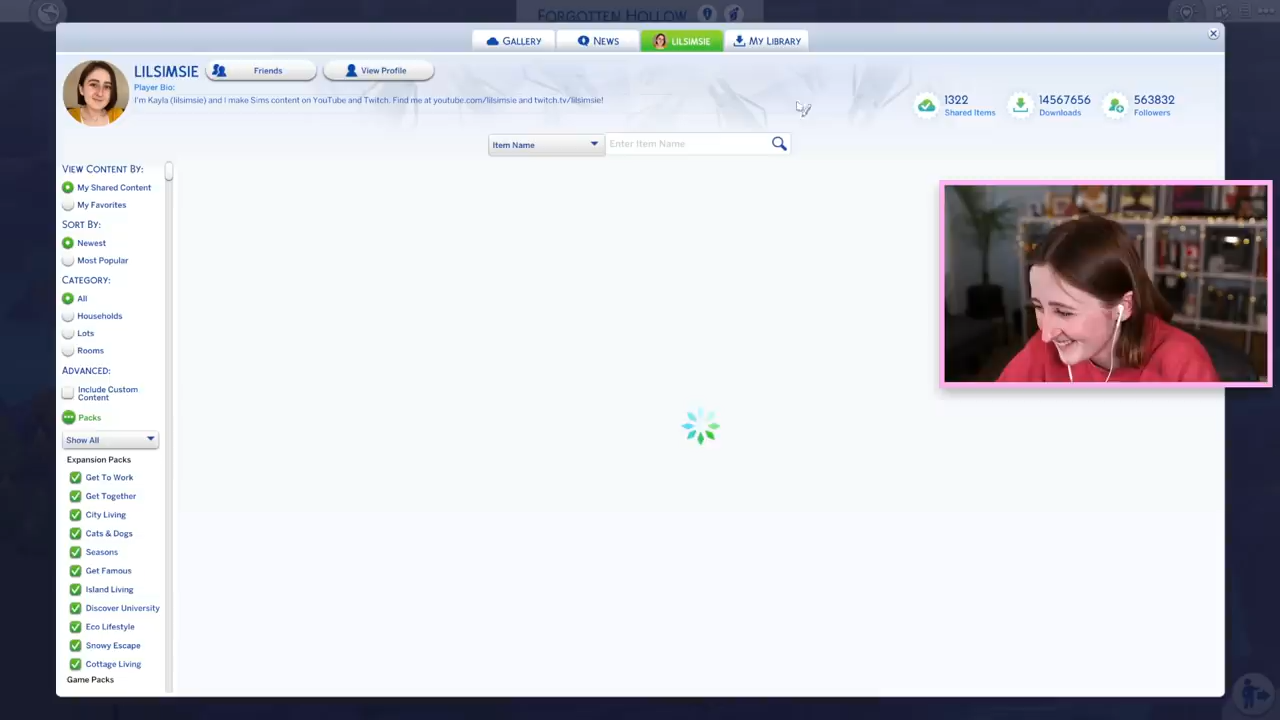 FORGOTTEN HOLLOW
GALLERY
NEWS
LILSIMSIE
MY LIBRARY
LILSIMSIE
Friends
View Profile
Player Bio:
I'm Kayla (lilsimsie) and I make Sims content on YouTube and Twitch. Find me at youtube.com/lilsimsie and twitch.tv/lilsimsie!
1322
Shared Items
14567656
Downloads
563832
Followers
Item Name
Enter Item Name
VIEW CONTENT BY:
My Shared Content
My Favorites
SORT BY:
Newest
Most Popular
CATEGORY:
All
Households
Lots
Rooms
ADVANCED:
Include Custom
Content
Packs
Show All
Expansion Packs
Get To Work
Get Together
City Living
Cats & Dogs
Seasons
Get Famous
Island Living
Discover University
Eco Lifestyle
Snowy Escape
Cottage Living
Game Packs